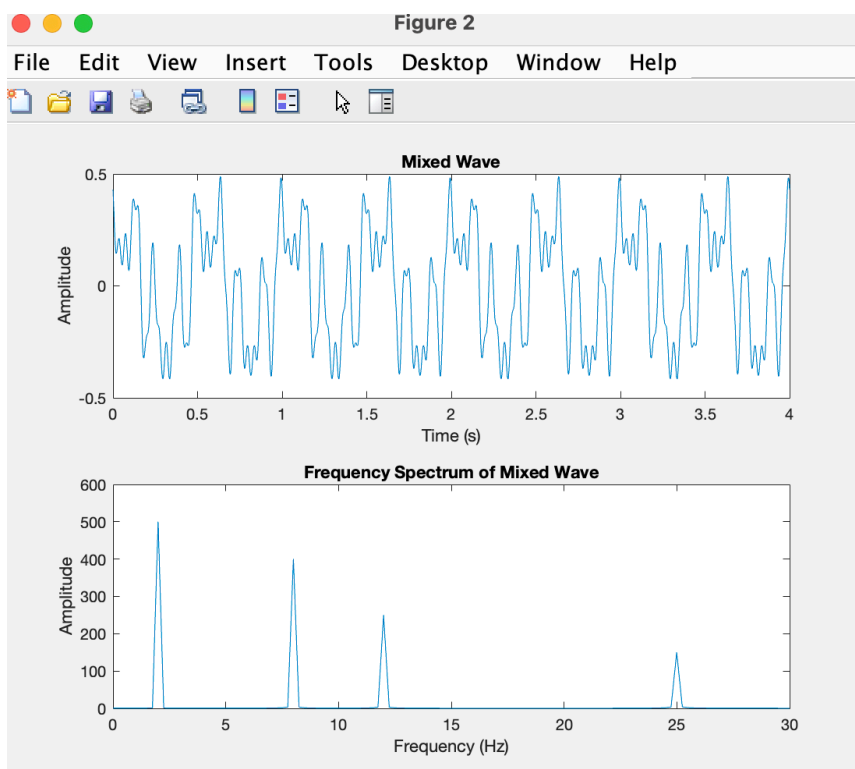 Figure 2
File Edit View Insert Tools Desktop Window Help
Mixed Wave
0.5
0
-0.5
Amplitude
0 0.5 1 1.5 2 2.5 3 3.5 4
Time (s)
Frequency Spectrum of Mixed Wave
600
500
400
300
200
100
0
Amplitude
0 5 10 15 20 25 30
Frequency (Hz)